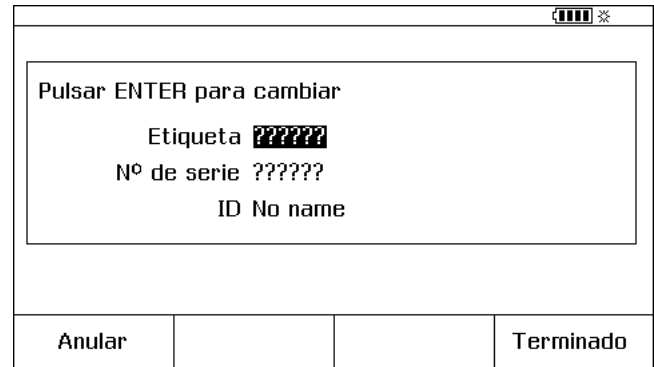 Pulsar ENTER para cambiar
Etiqueta ??????
Nº de serie ??????
ID No name
Anular
Terminado